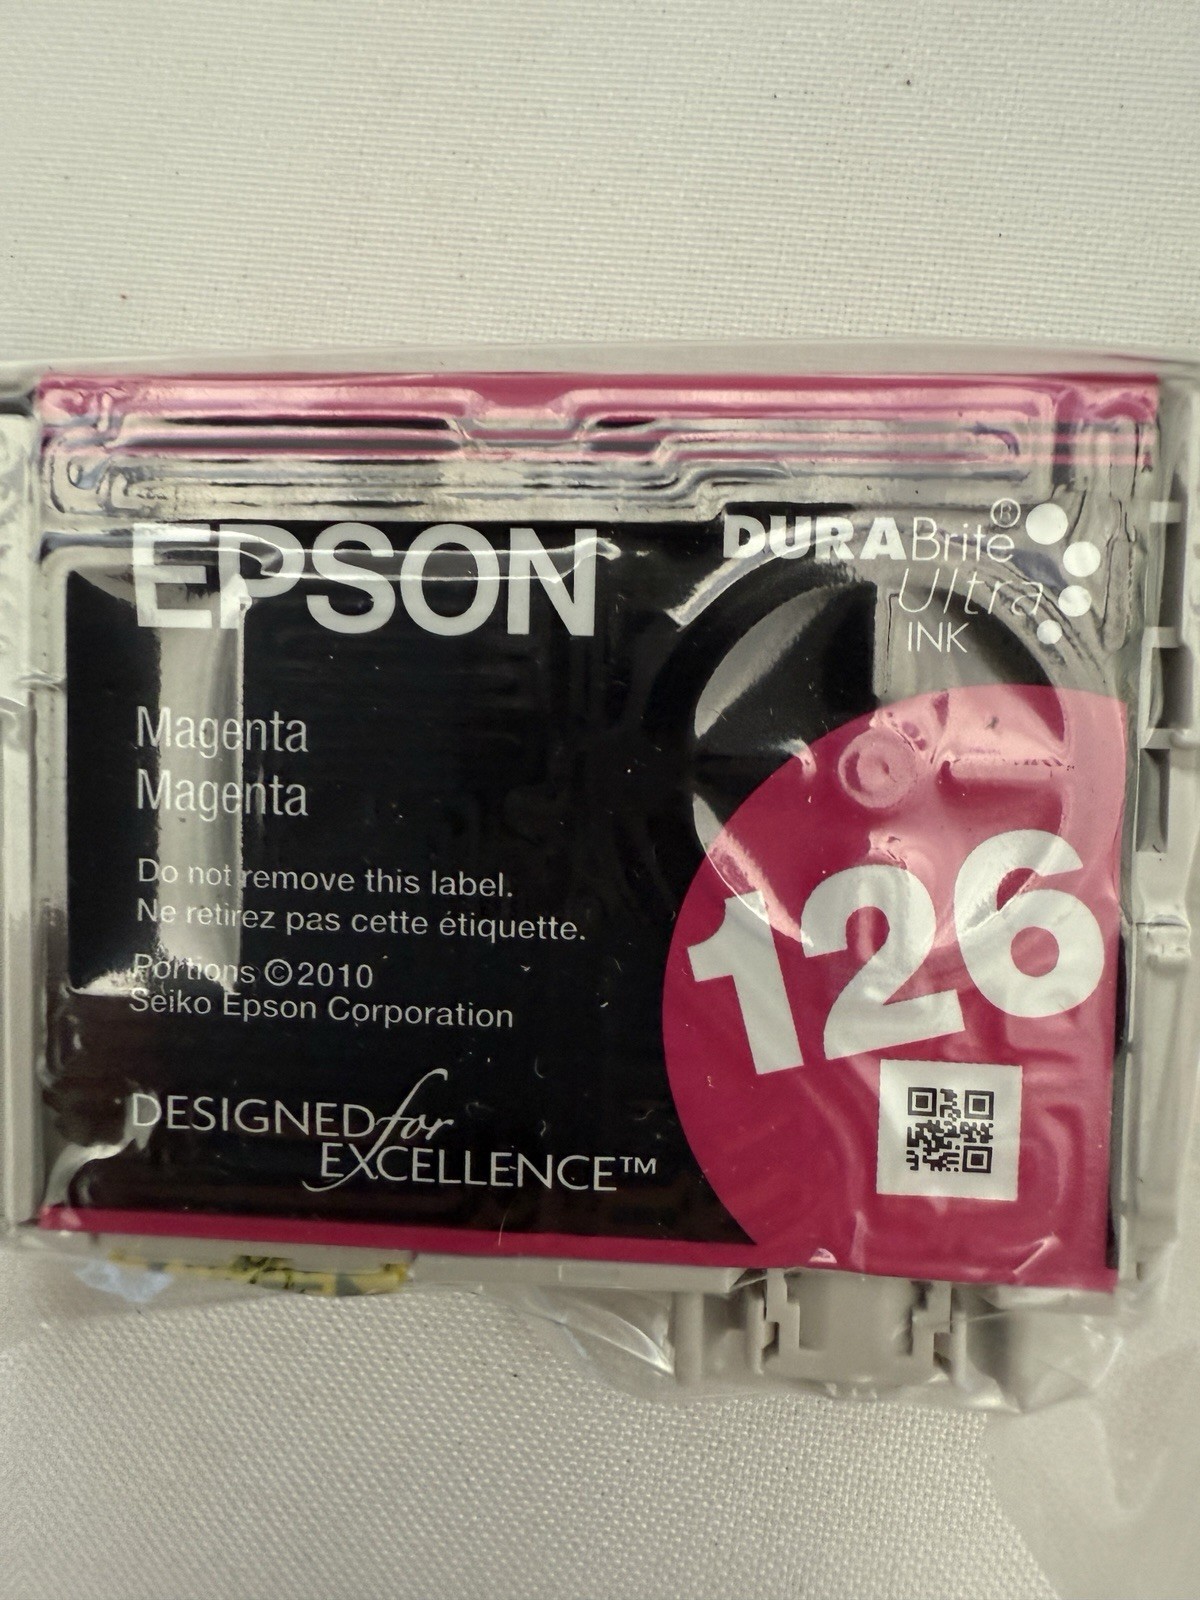 EPSON
DURABrite®
Ultra
INK
Magenta
Magenta
Do not remove this label.
Ne retirez pas cette étiquette.
Portions ©2010
Seiko Epson Corporation
126
DESIGNED for
EXCELLENCE™